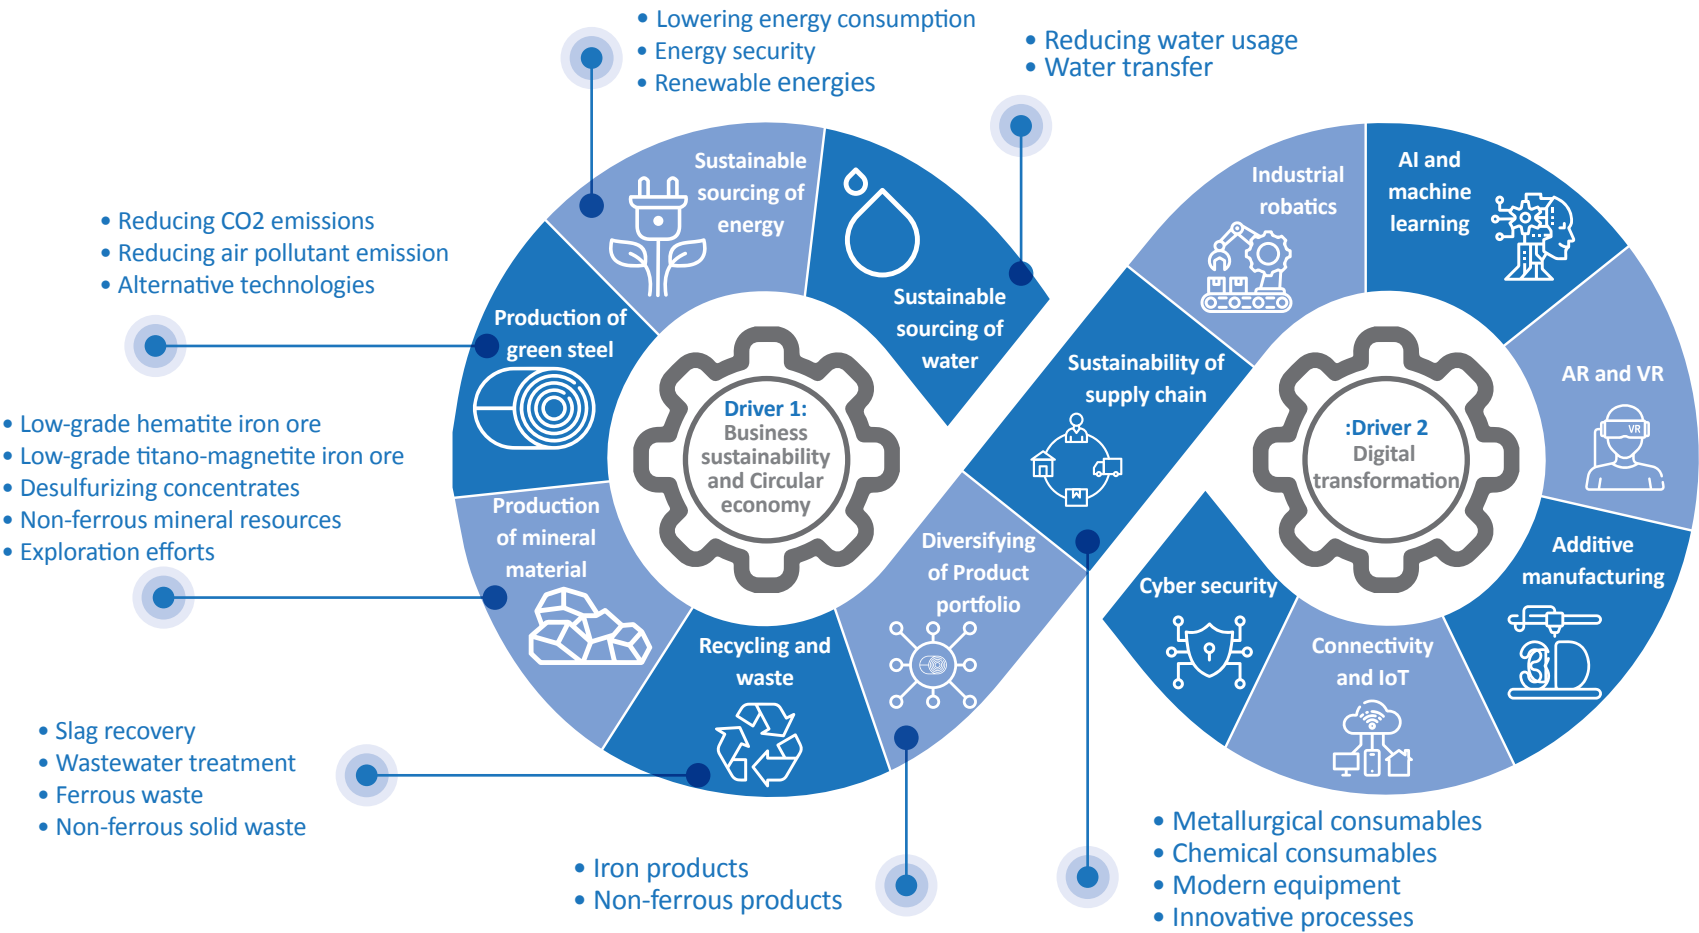 • Lowering energy consumption
• Energy security
• Renewable energies
• Reducing water usage
• Water transfer
• Reducing CO2 emissions
• Reducing air pollutant emission
• Alternative technologies
• Low-grade hematite iron ore
• Low-grade titano-magnetite iron ore
• Desulfurizing concentrates
• Non-ferrous mineral resources
• Exploration efforts
• Slag recovery
• Wastewater treatment
• Ferrous waste
• Non-ferrous solid waste
• Iron products
• Non-ferrous products
• Metallurgical consumables
• Chemical consumables
• Modern equipment
• Innovative processes
Sustainable
sourcing of
energy
Sustainable
sourcing of
water
Production of
green steel
Production
of mineral
material
Recycling and
waste
Diversifying
of Product
portfolio
Sustainability of
supply chain
Driver 1:
Business
sustainability
and Circular
economy
Industrial
robatics
AI and
machine
learning
AR and VR
VR
Additive
manufacturing
3D
Connectivity
and IoT
Cyber security
:Driver 2
Digital
transformation